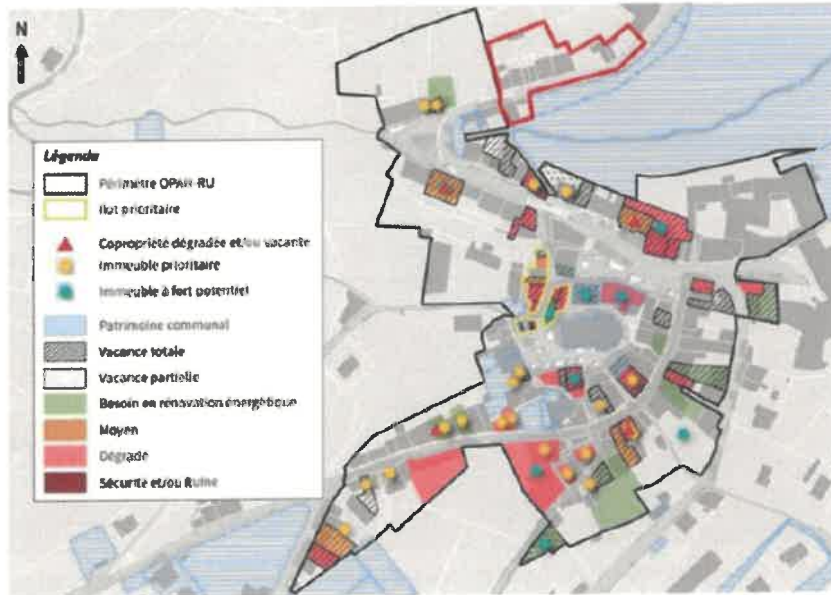 N
Légende
Périmètre OPAH-RU
Ilot prioritaire
Copropriété dégradée et/ou vacante
Immeuble prioritaire
Immeuble à fort potentiel
Patrimoine communal
Vacance totale
Vacance partielle
Besoin en rénovation énergétique
Moyen
Dégradé
Sécurité et/ou Ruine